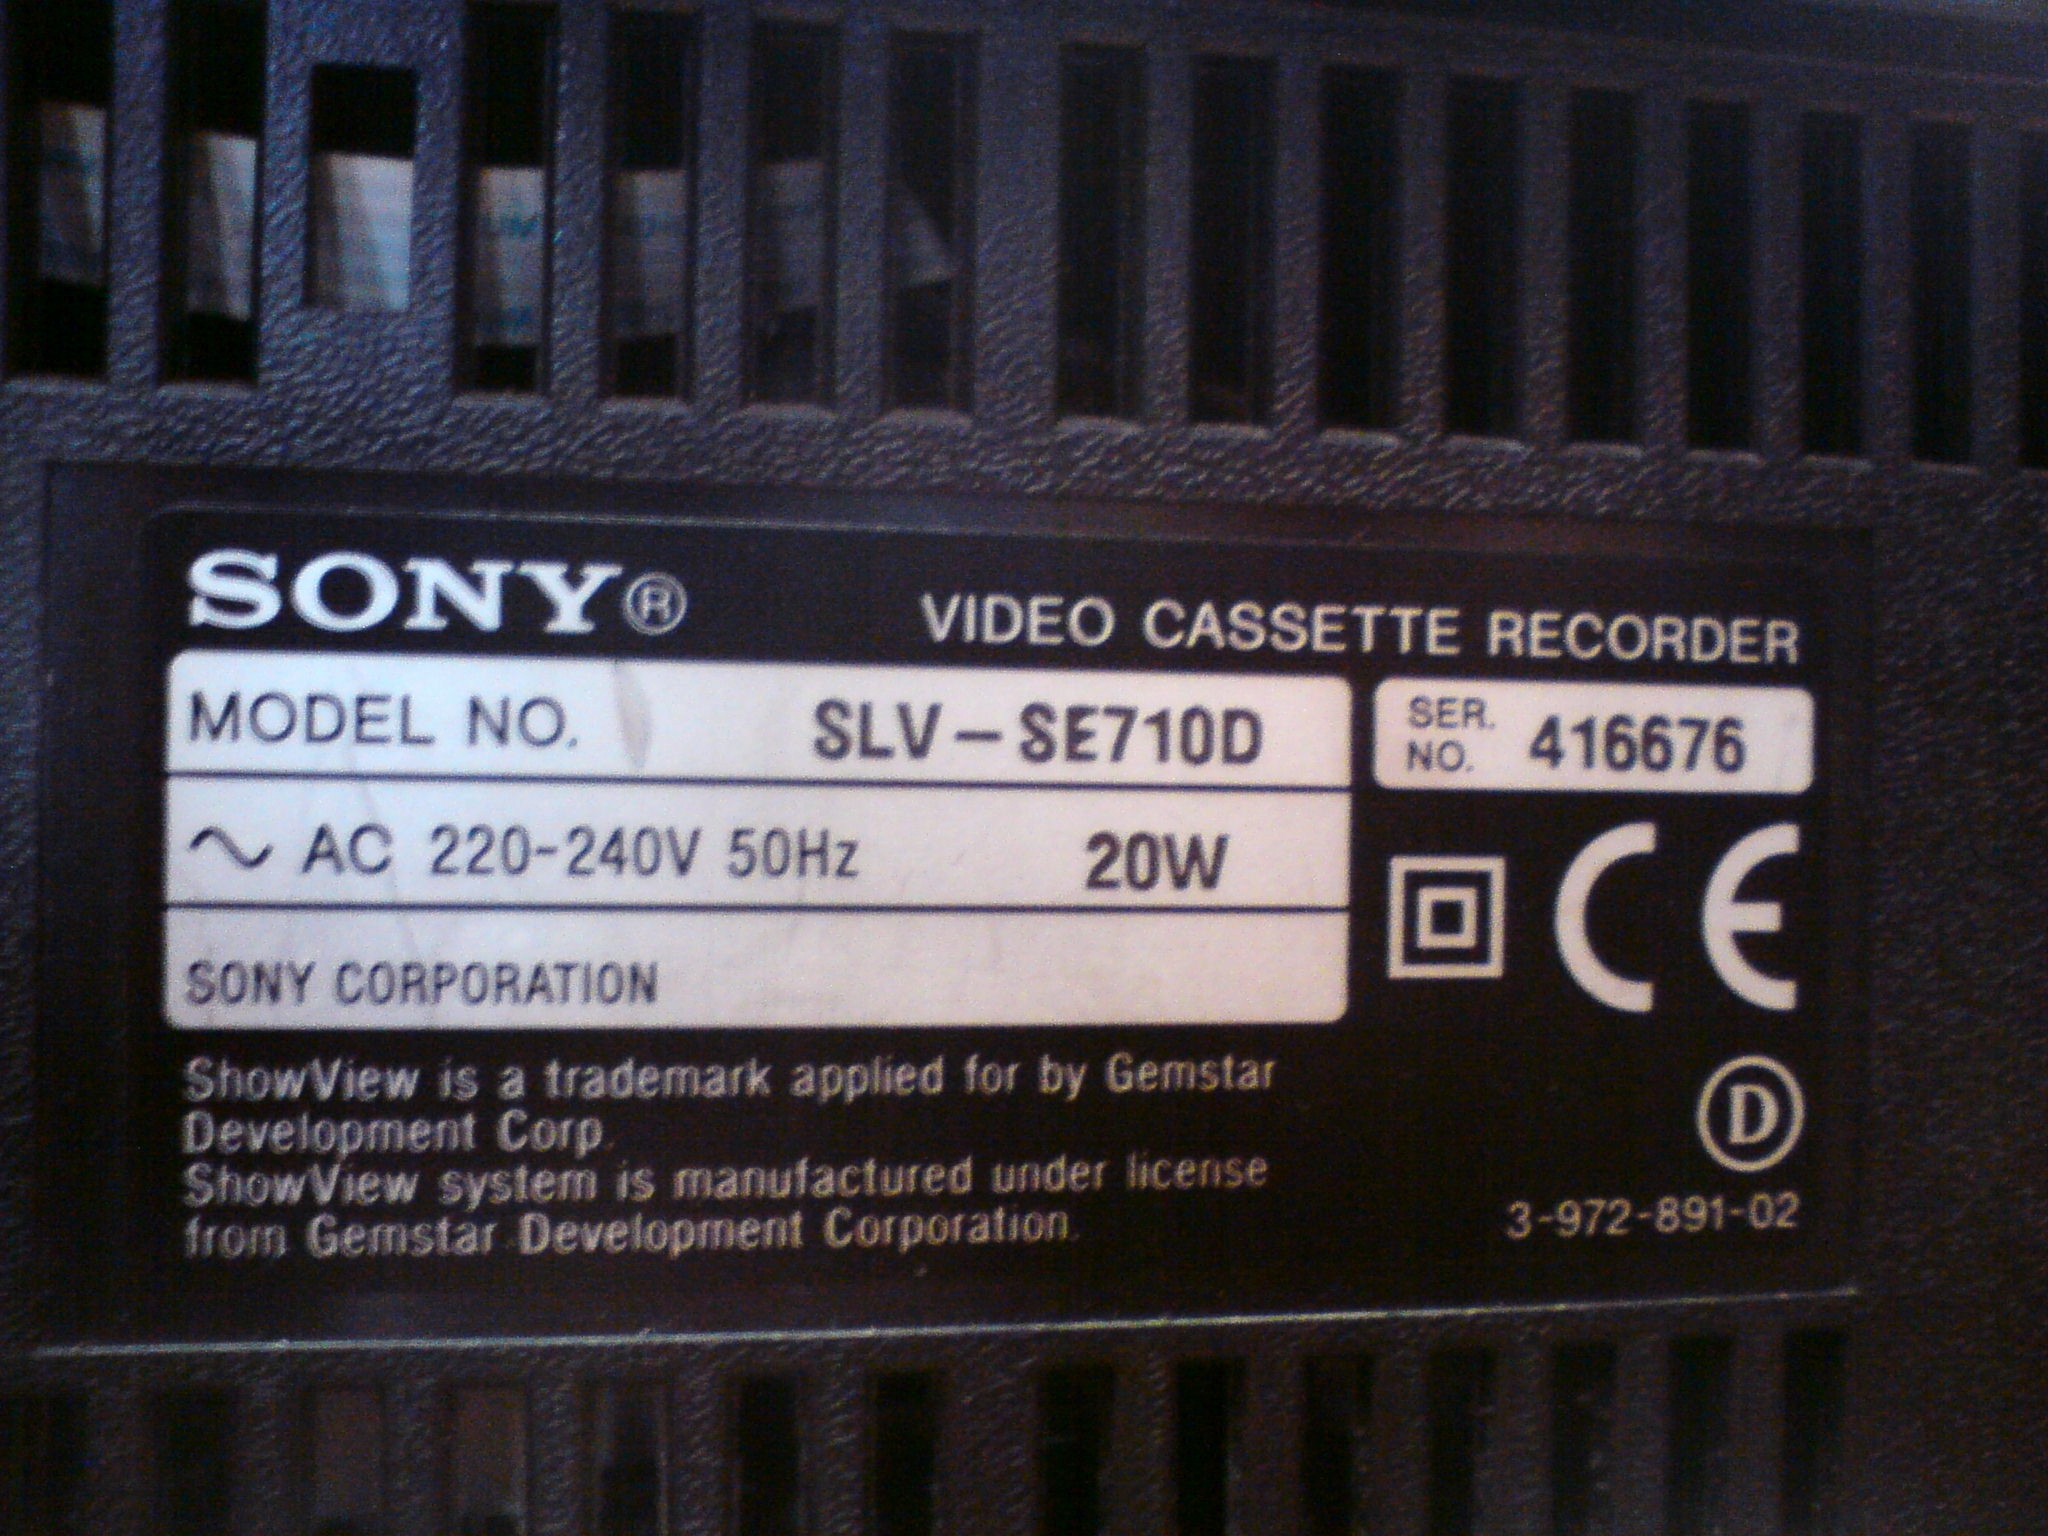 SONY®
VIDEO CASSETTE RECORDER
MODEL NO. SLV-SE710D
SER. NO. 416676
~ AC 220-240V 50Hz 20W
SONY CORPORATION
CE
ShowView is a trademark applied for by Gemstar
Development Corp.
ShowView system is manufactured under license
from Gemstar Development Corporation.
D
3-972-891-02